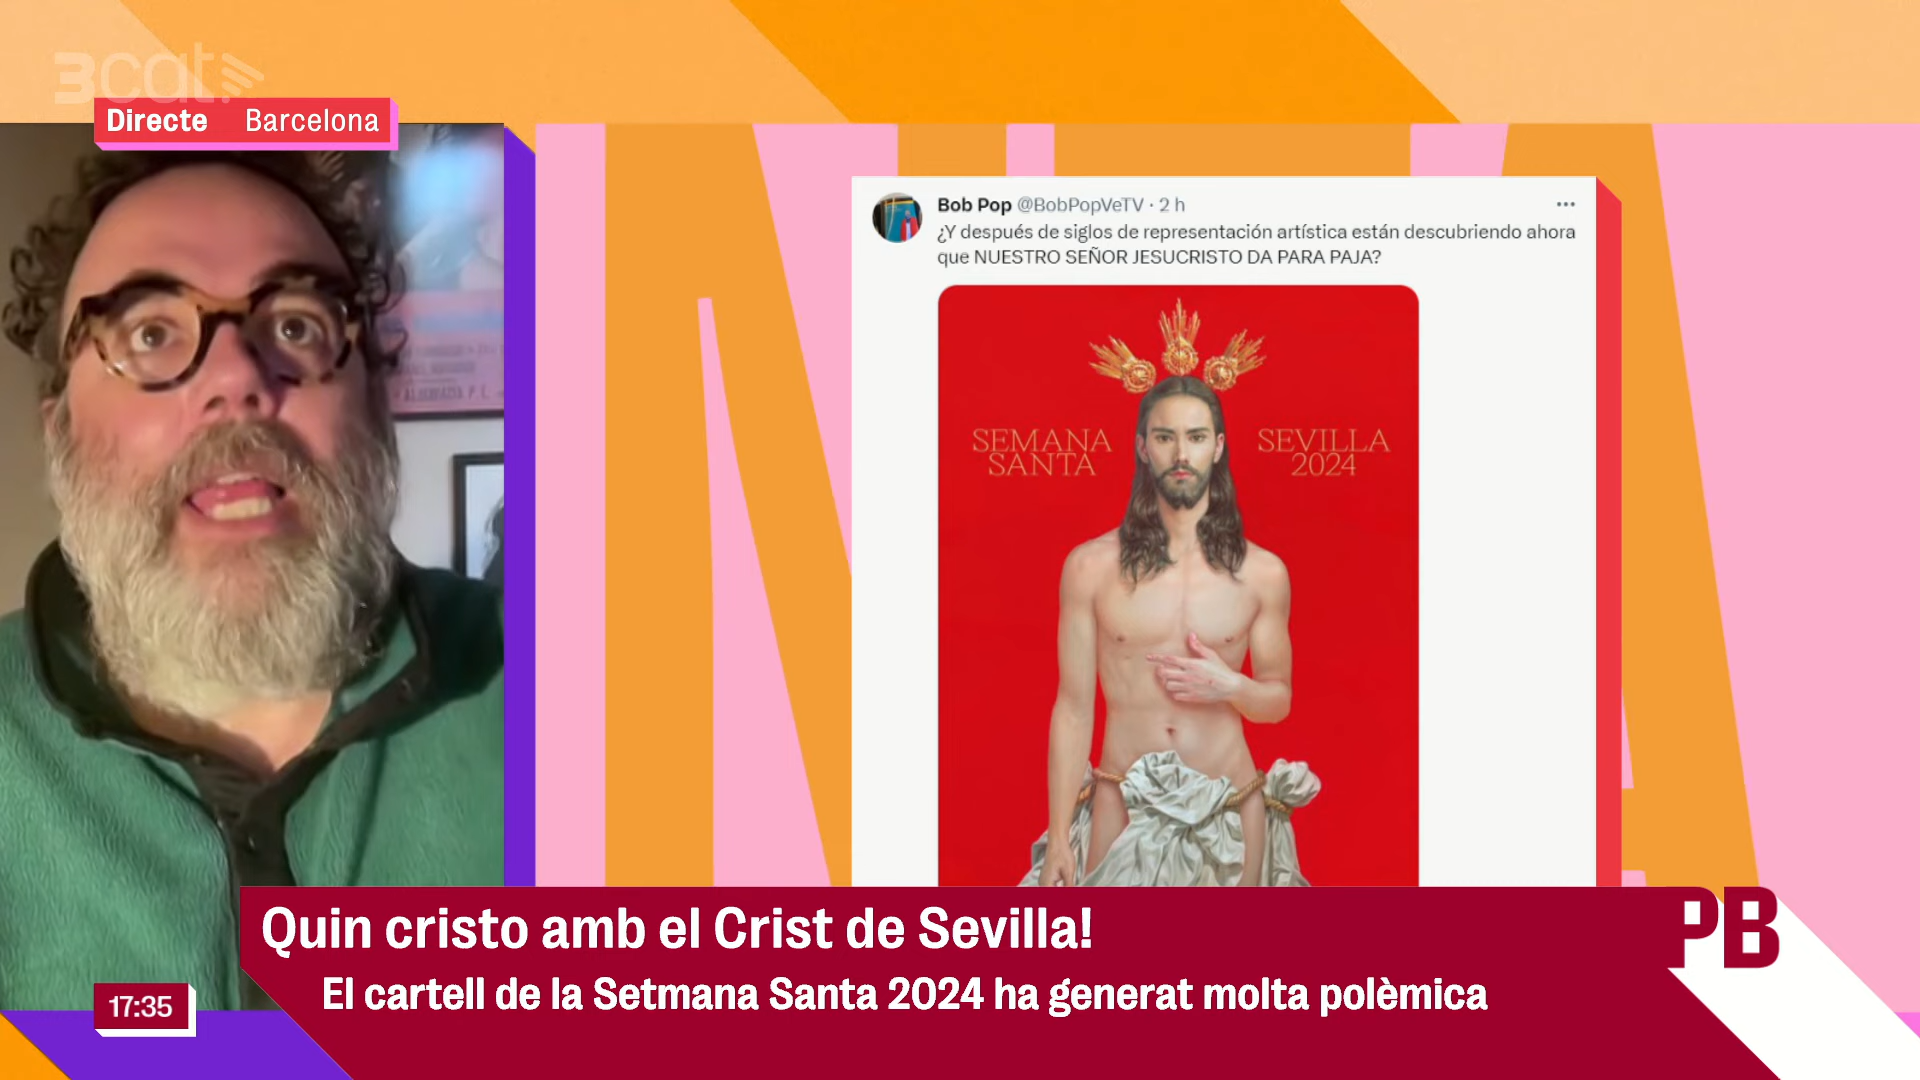 3cat
Directe Barcelona
Bob Pop @BobPopVeTV · 2 h
¿Y después de siglos de representación artística están descubriendo ahora
que NUESTRO SEÑOR JESUCRISTO DA PARA PAJA?
SEMANA
SANTA
SEVILLA
2024
Quin cristo amb el Crist de Sevilla!
PB
El cartell de la Setmana Santa 2024 ha generat molta polèmica
17:35